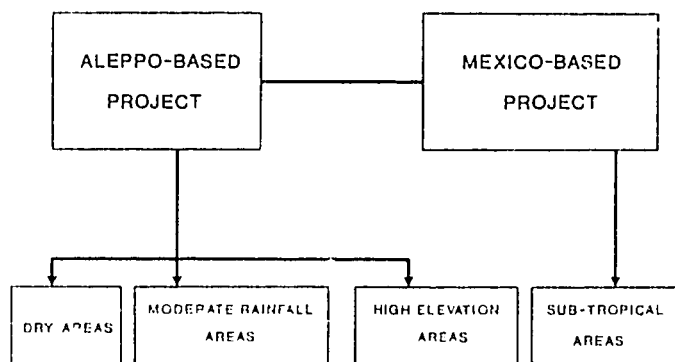 ALEPPO-BASED
PROJECT
MEXICO-BASED
PROJECT
DRY AREAS
MODERATE RAINFALL
AREAS
HIGH ELEVATION
AREAS
SUB-TROPICAL
AREAS